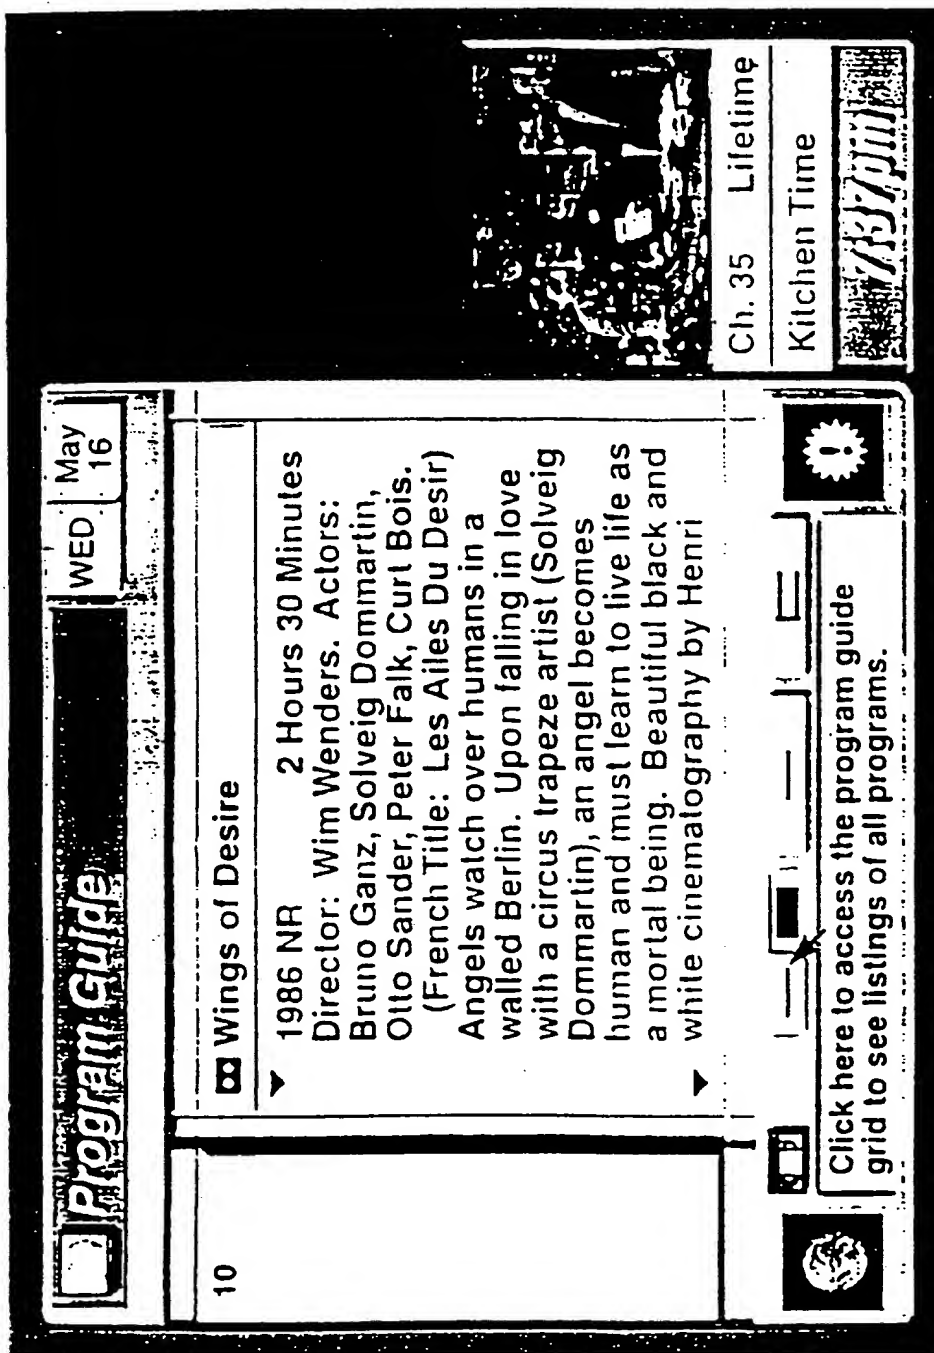 Program Guide
WED
May
16
10
Wings of Desire
1986 NR 2 Hours 30 Minutes
Director: Wim Wenders. Actors:
Bruno Ganz, Solveig Dommartin,
Otto Sander, Peter Falk, Curt Bois.
(French Title: Les Ailes Du Desir)
Angels watch over humans in a
walled Berlin. Upon falling in love
with a circus trapeze artist (Solveig
Dommartin), an angel becomes
human and must learn to live life as
a mortal being. Beautiful black and
white cinematography by Henri
!
Click here to access the program guide
grid to see listings of all programs.
Ch. 35 Lifetime
Kitchen Time
7:37pm